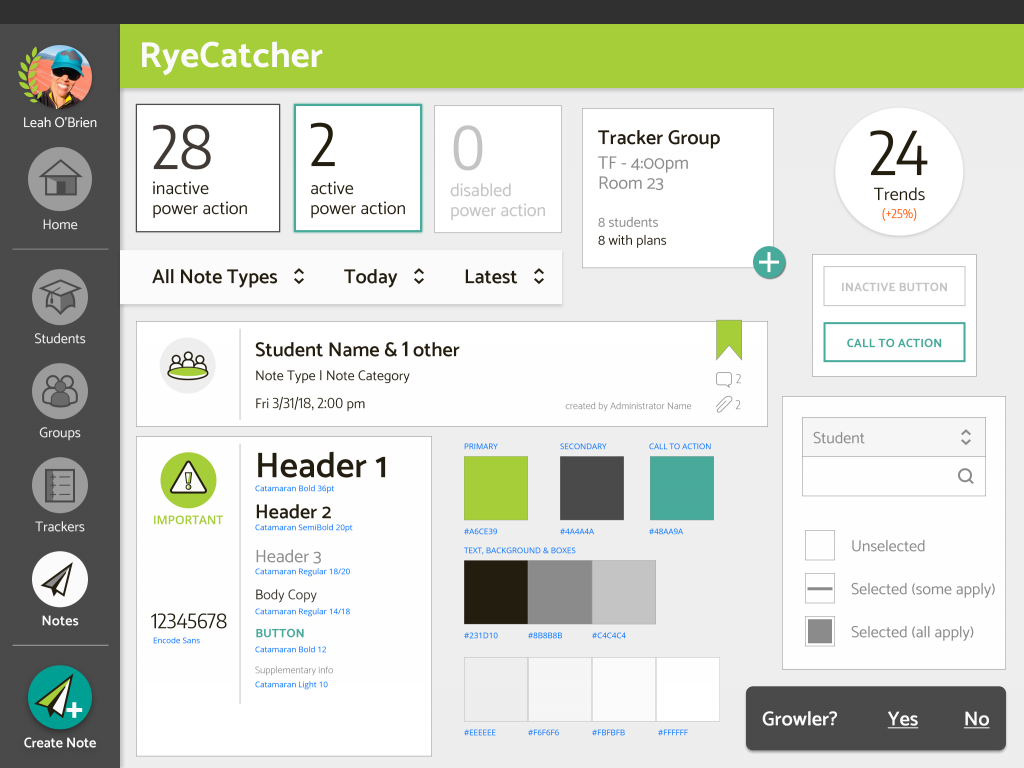 RyeCatcher
Leah O'Brien
Home
Students
Groups
Trackers
Notes
Create Note
28
inactive
power action
2
active
power action
0
disabled
power action
Tracker Group
TF - 4:00pm
Room 23
8 students
8 with plans
24
Trends
(+25%)
All Note Types
Today
Latest
INACTIVE BUTTON
CALL TO ACTION
Student Name & 1 other
Note Type | Note Category
Fri 3/31/18, 2:00 pm
created by Administrator Name
2
2
IMPORTANT
12345678
Encode Sans
Header 1
Catamaran Bold 36pt
Header 2
Catamaran SemiBold 20pt
Header 3
Catamaran Regular 18/20
Body Copy
Catamaran Regular 14/18
BUTTON
Catamaran Bold 12
Supplementary info
Catamaran Light 10
PRIMARY
SECONDARY
CALL TO ACTION
#A6CE39
#4A4A4A
#48AA9A
TEXT, BACKGROUND & BOXES
#231D10
#8B8B8B
#C4C4C4
#EEEEEE
#F6F6F6
#FBFBFB
#FFFFFF
Student
Unselected
Selected (some apply)
Selected (all apply)
Growler?
Yes
No